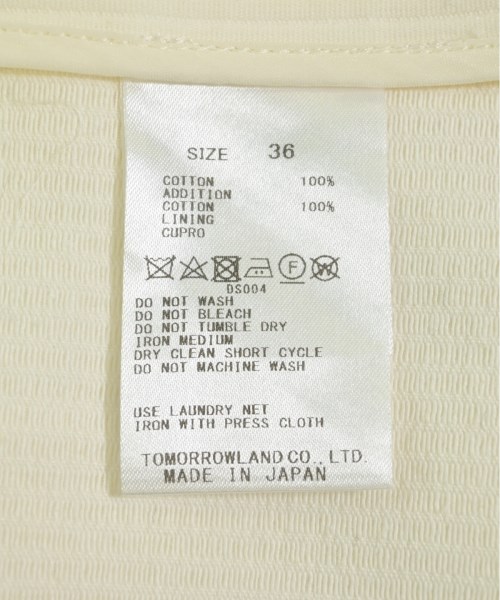 SIZE 36
COTTON 100%
ADDITION
COTTON 100%
LINING
CUPRO
F W
DS004
DO NOT WASH
DO NOT BLEACH
DO NOT TUMBLE DRY
IRON MEDIUM
DRY CLEAN SHORT CYCLE
DO NOT MACHINE WASH
USE LAUNDRY NET
IRON WITH PRESS CLOTH
TOMORROWLAND CO., LTD.
MADE IN JAPAN